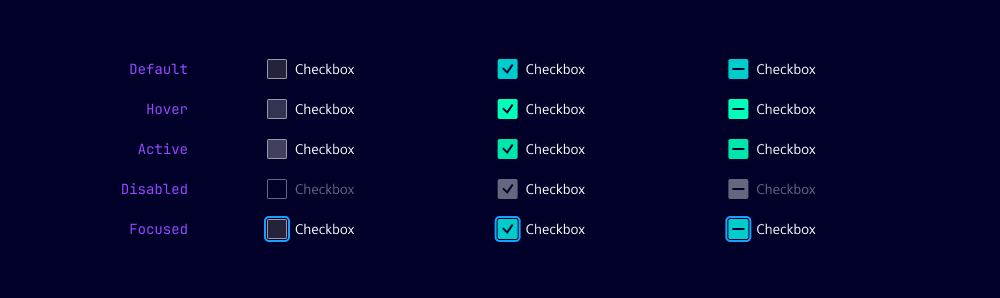 Default Checkbox Checkbox Checkbox
Hover Checkbox Checkbox Checkbox
Active Checkbox Checkbox Checkbox
Disabled Checkbox Checkbox Checkbox
Focused Checkbox Checkbox Checkbox